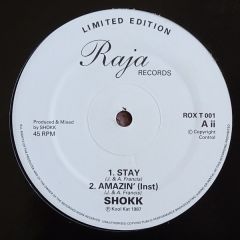 LIMITED EDITION
Raja
RECORDS
Produced & Mixed
by SHOKK
45 RPM
ROX T 001
A ii
Ⓒ Copyright
Control
1. STAY
(J. & A. Francis)
2. AMAZIN' (Inst)
(J. & A. Francis)
SHOKK
Ⓟ Kool Kat 1987